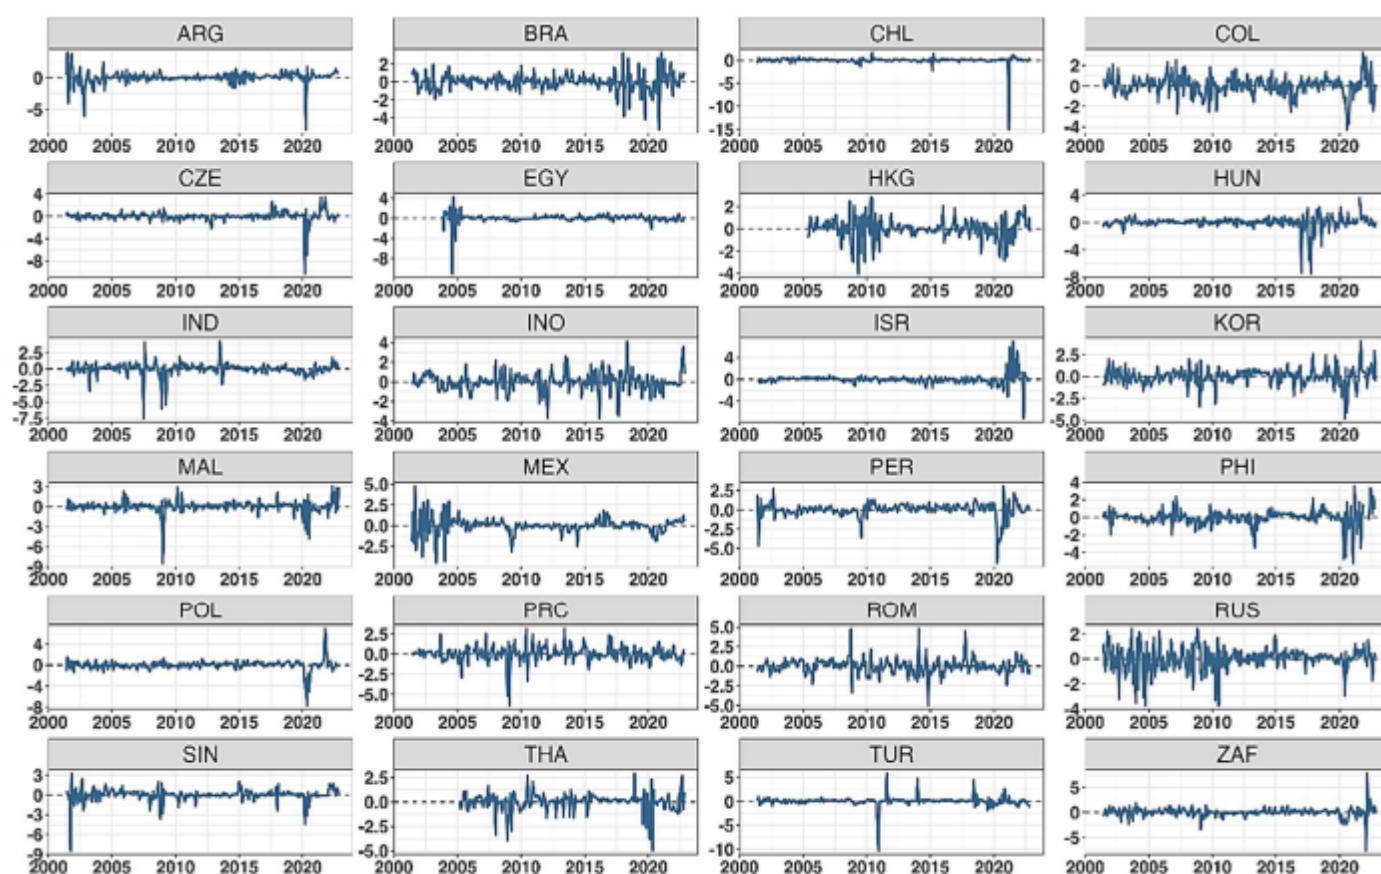 ARG BRA CHL COL
0 2 0 2
-5 0 -5 0
-2 -10 -2
-4 -15 -4
2000 2005 2010 2015 2020 2000 2005 2010 2015 2020 2000 2005 2010 2015 2020 2000 2005 2010 2015 2020
CZE EGY HKG HUN
4 4 2 4
0 0 0 0
-4 -4 -2 -4
-8 -8 -4 -8
2000 2005 2010 2015 2020 2000 2005 2010 2015 2020 2000 2005 2010 2015 2020 2000 2005 2010 2015 2020
IND INO ISR KOR
2.5 4 4 2.5
0.0 2 0 0.0
-2.5 0 -4 -2.5
-5.0 -2 -5.0
-7.5 -4
2000 2005 2010 2015 2020 2000 2005 2010 2015 2020 2000 2005 2010 2015 2020 2000 2005 2010 2015 2020
MAL MEX PER PHI
3 5.0 2.5 4
0 2.5 0.0 2
-3 0.0 -2.5 0
-6 -2.5 -5.0 -2
-9 -4
2000 2005 2010 2015 2020 2000 2005 2010 2015 2020 2000 2005 2010 2015 2020 2000 2005 2010 2015 2020
POL PRC ROM RUS
4 2.5 5.0 2
0 0.0 2.5 0
-4 -2.5 0.0 -2
-8 -5.0 -2.5 -4
-5.0
2000 2005 2010 2015 2020 2000 2005 2010 2015 2020 2000 2005 2010 2015 2020 2000 2005 2010 2015 2020
SIN THA TUR ZAF
3 2.5 5 5
0 0.0 0 0
-3 -2.5 -5 -5
-6 -5.0 -10
-9
2000 2005 2010 2015 2020 2000 2005 2010 2015 2020 2000 2005 2010 2015 2020 2000 2005 2010 2015 2020